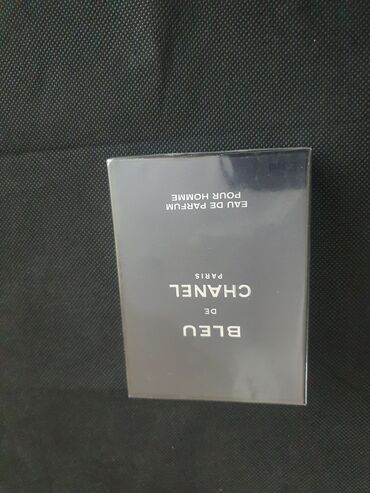 BLEU
DE
CHANEL
PARIS
EAU DE PARFUM
POUR HOMME